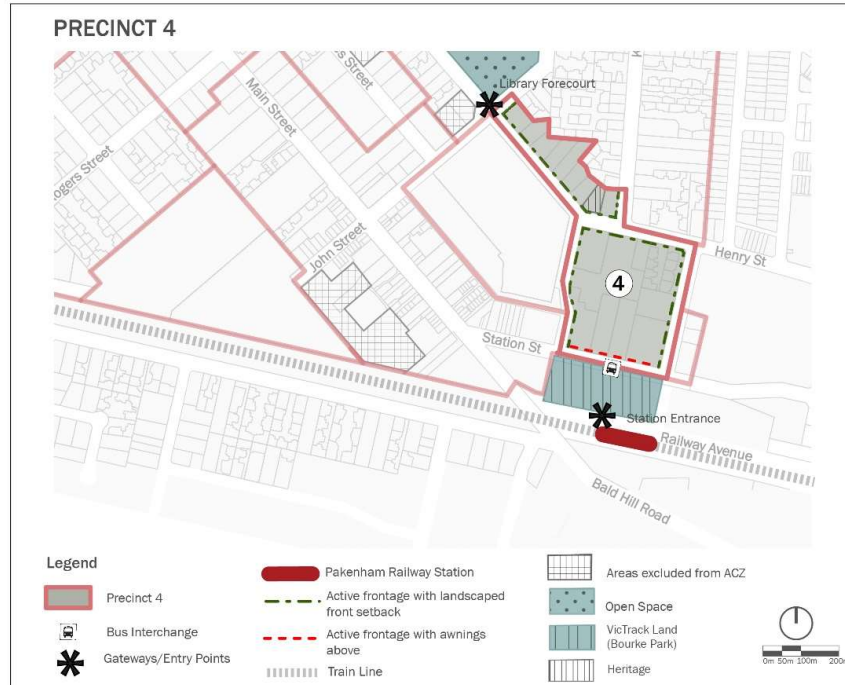 PRECINCT 4
Library Forecourt
Main Street
Street
John Street
Henry St
4
Station St
Station Entrance
Railway Avenue
Bald Hill Road
Legend
Precinct 4
Bus Interchange
Gateways/Entry Points
Pakenham Railway Station
Active frontage with landscaped
front setback
Active frontage with awnings
above
Train Line
Areas excluded from ACZ
Open Space
VicTrack Land
(Bourke Park)
Heritage
0m 50m 100m 200m